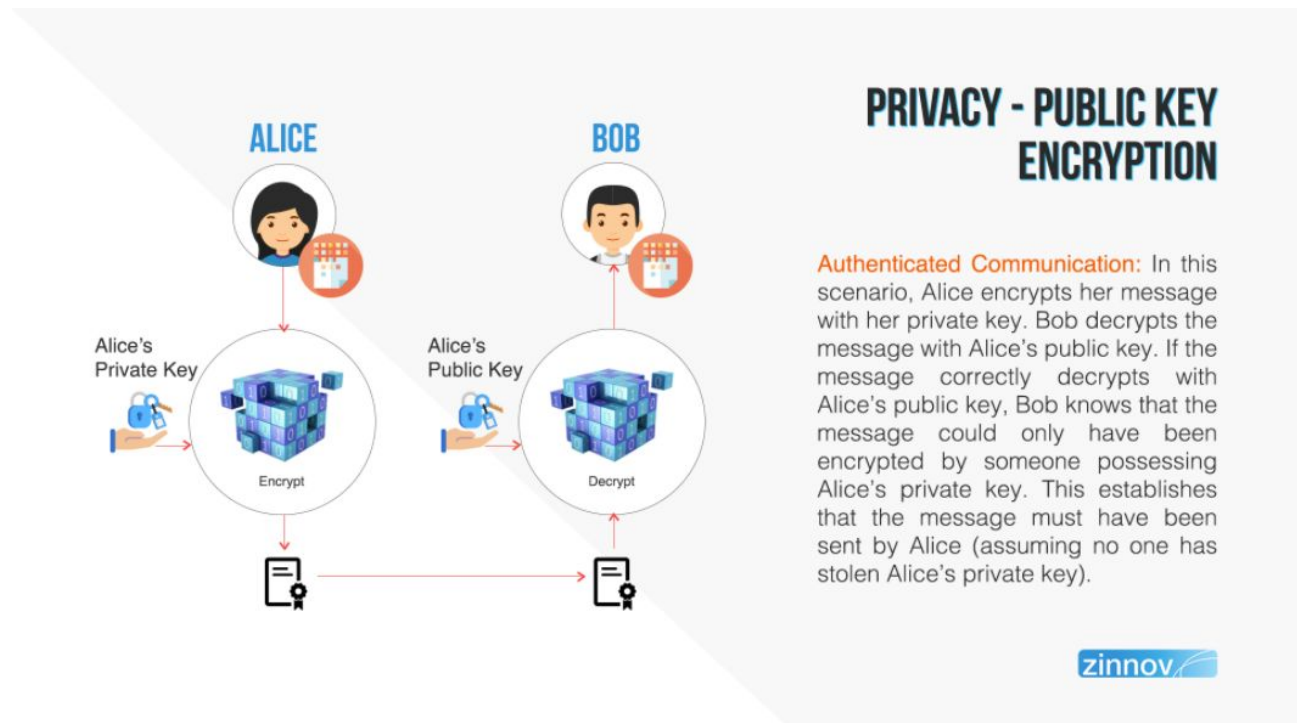 PRIVACY - PUBLIC KEY
ENCRYPTION
ALICE
BOB
Alice's
Private Key
Encrypt
Alice's
Public Key
Decrypt
Authenticated Communication: In this
scenario, Alice encrypts her message
with her private key. Bob decrypts the
message with Alice's public key. If the
message correctly decrypts with
Alice's public key, Bob knows that the
message could only have been
encrypted by someone possessing
Alice's private key. This establishes
that the message must have been
sent by Alice (assuming no one has
stolen Alice's private key).
zinnov